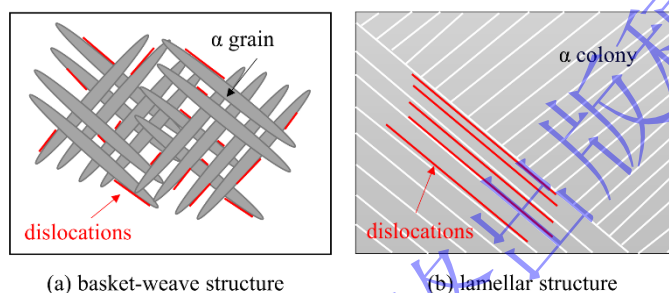 α grain
dislocations
(a) basket-weave structure
α colony
dislocations
(b) lamellar structure